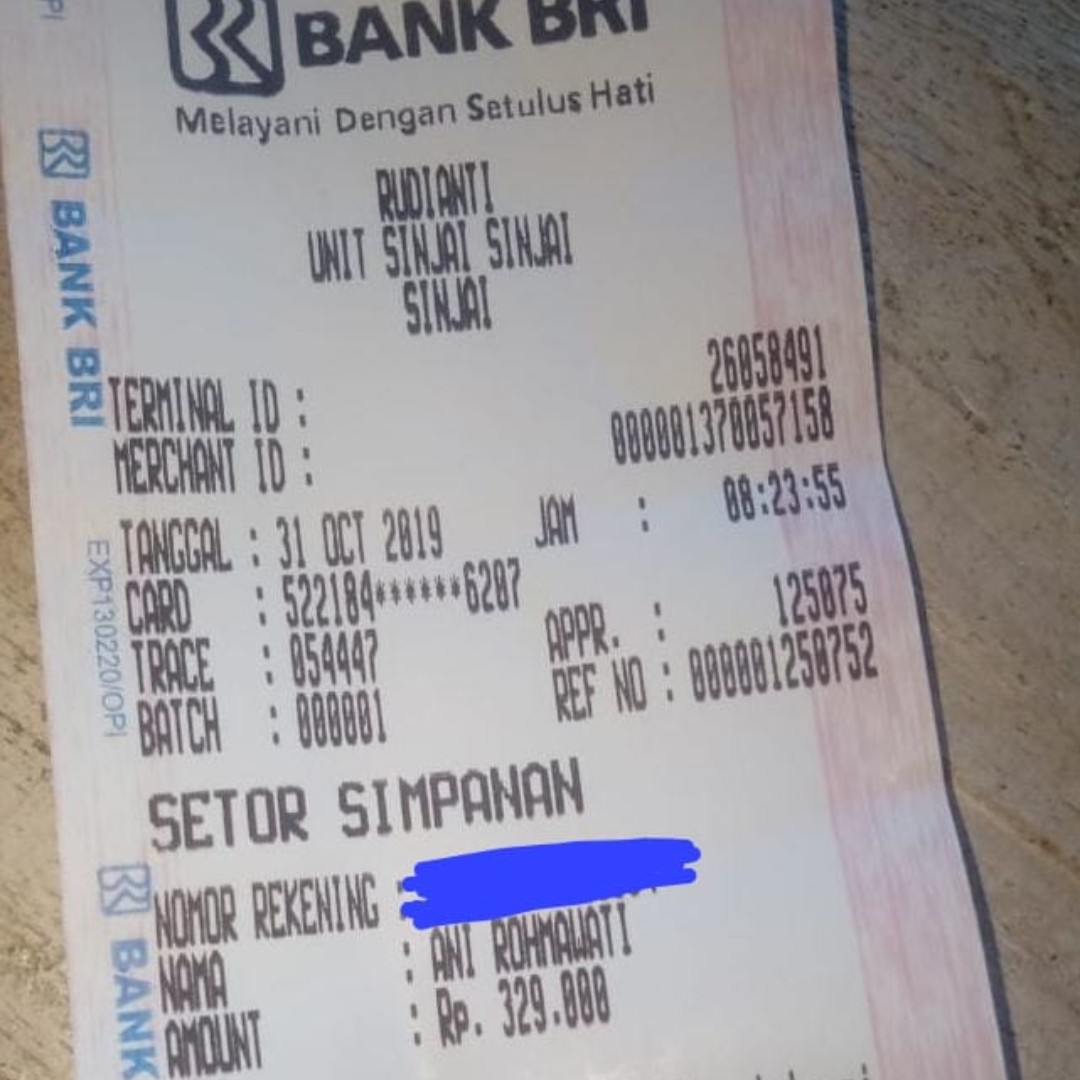 BANK BRI
Melayani Dengan Setulus Hati
RUDIANTI
UNIT SINJAI SINJAI
SINJAI
TERMINAL ID : 26058491
MERCHANT ID : 000001370057158
TANGGAL : 31 OCT 2019 JAM : 08:23:55
CARD : 522184******6207
TRACE : 054447 APPR. : 125075
BATCH : 000001 REF NO : 000001250752
SETOR SIMPANAN
NOMOR REKENING :
NAMA : ANI ROHMAWATI
AMOUNT : Rp. 329.000
BANK BRI
EXP130220/OPI
BANK